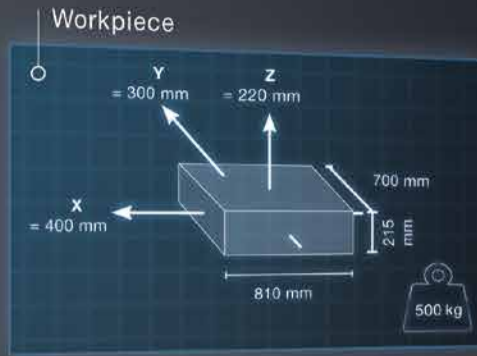 Workpiece
Y
= 300 mm
Z
= 220 mm
X
= 400 mm
700 mm
215
mm
810 mm
500 kg